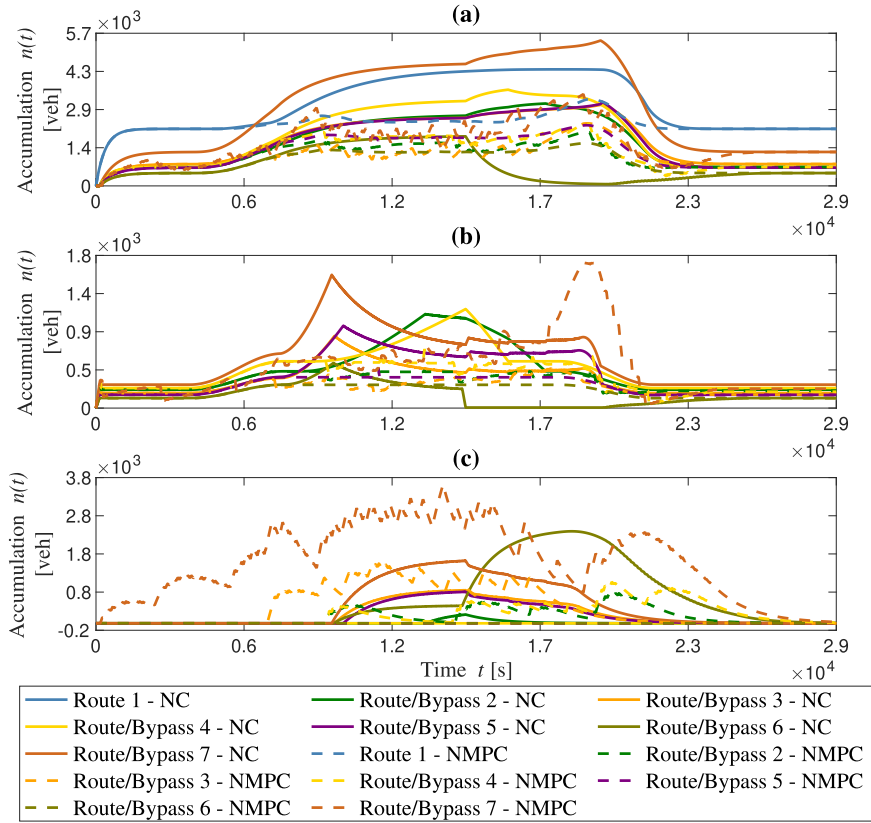 (a)
×10³
Accumulation n(t)
[veh]
5.7
4.3
2.9
1.4
0
0
0.6
1.2
1.7
2.3
2.9
×10⁴
(b)
×10³
Accumulation n(t)
[veh]
1.8
1.4
0.9
0.5
0
0
0.6
1.2
1.7
2.3
2.9
×10⁴
(c)
×10³
Accumulation n(t)
[veh]
3.8
2.8
1.8
0.8
-0.2
0
0.6
1.2
1.7
2.3
2.9
Time t [s]
×10⁴
Route 1 - NC
Route/Bypass 2 - NC
Route/Bypass 3 - NC
Route/Bypass 4 - NC
Route/Bypass 5 - NC
Route/Bypass 6 - NC
Route/Bypass 7 - NC
Route 1 - NMPC
Route/Bypass 2 - NMPC
Route/Bypass 3 - NMPC
Route/Bypass 4 - NMPC
Route/Bypass 5 - NMPC
Route/Bypass 6 - NMPC
Route/Bypass 7 - NMPC